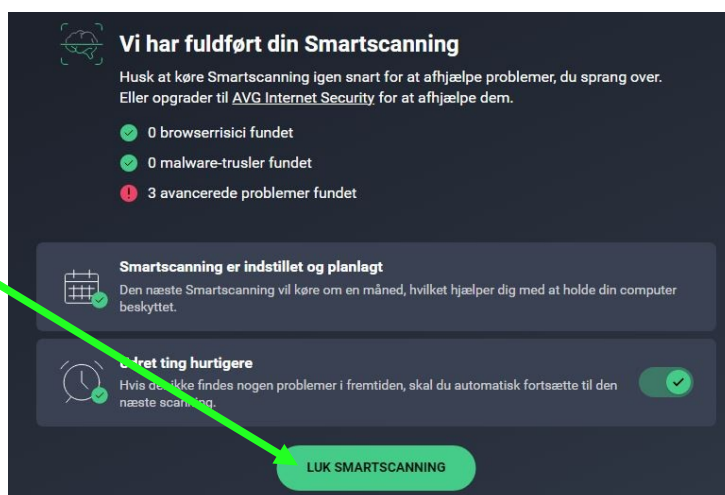 Vi har fuldført din Smartscanning
Husk at køre Smartscanning igen snart for at afhjælpe problemer, du sprang over.
Eller opgrader til AVG Internet Security for at afhjælpe dem.
0 browserrisici fundet
0 malware-trusler fundet
3 avancerede problemer fundet
Smartscanning er indstillet og planlagt
Den næste Smartscanning vil køre om en måned, hvilket hjælper dig med at holde din computer
beskyttet.
Udret ting hurtigere
Hvis der ikke findes nogen problemer i fremtiden, skal du automatisk fortsætte til den
næste scanning.
LUK SMARTSCANNING